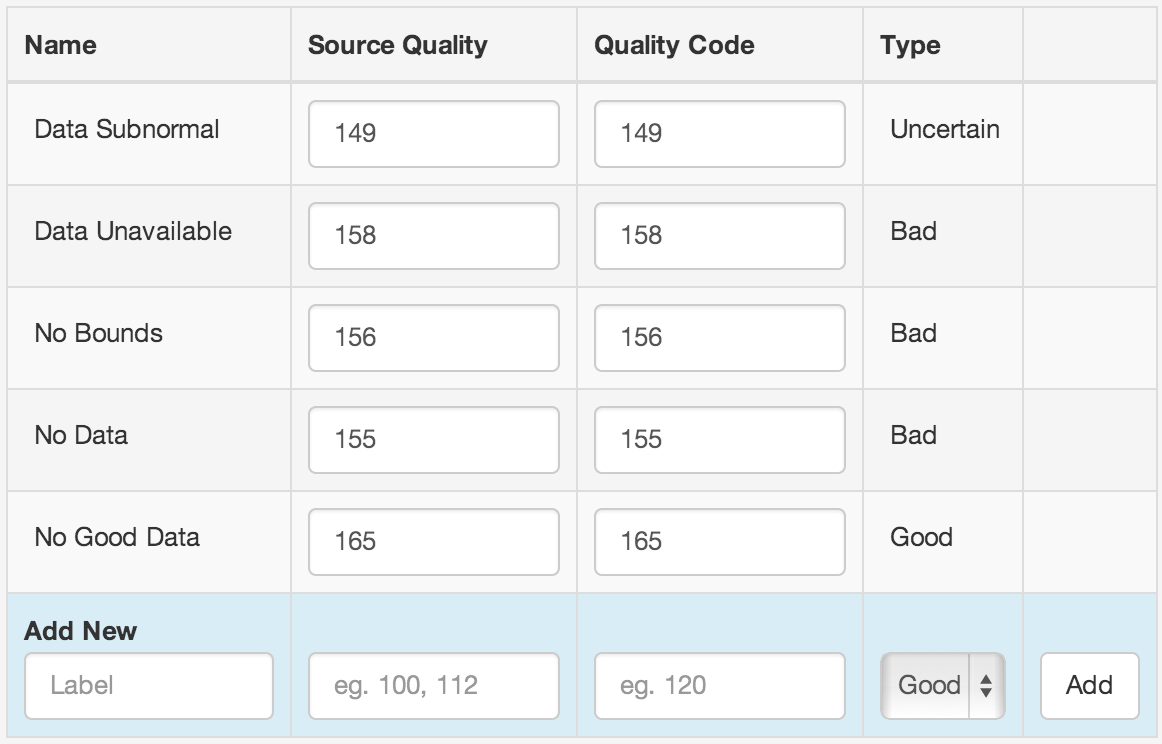 Name Source Quality Quality Code Type
Data Subnormal 149 149 Uncertain
Data Unavailable 158 158 Bad
No Bounds 156 156 Bad
No Data 155 155 Bad
No Good Data 165 165 Good
Add New
Label eg. 100, 112 eg. 120 Good Add